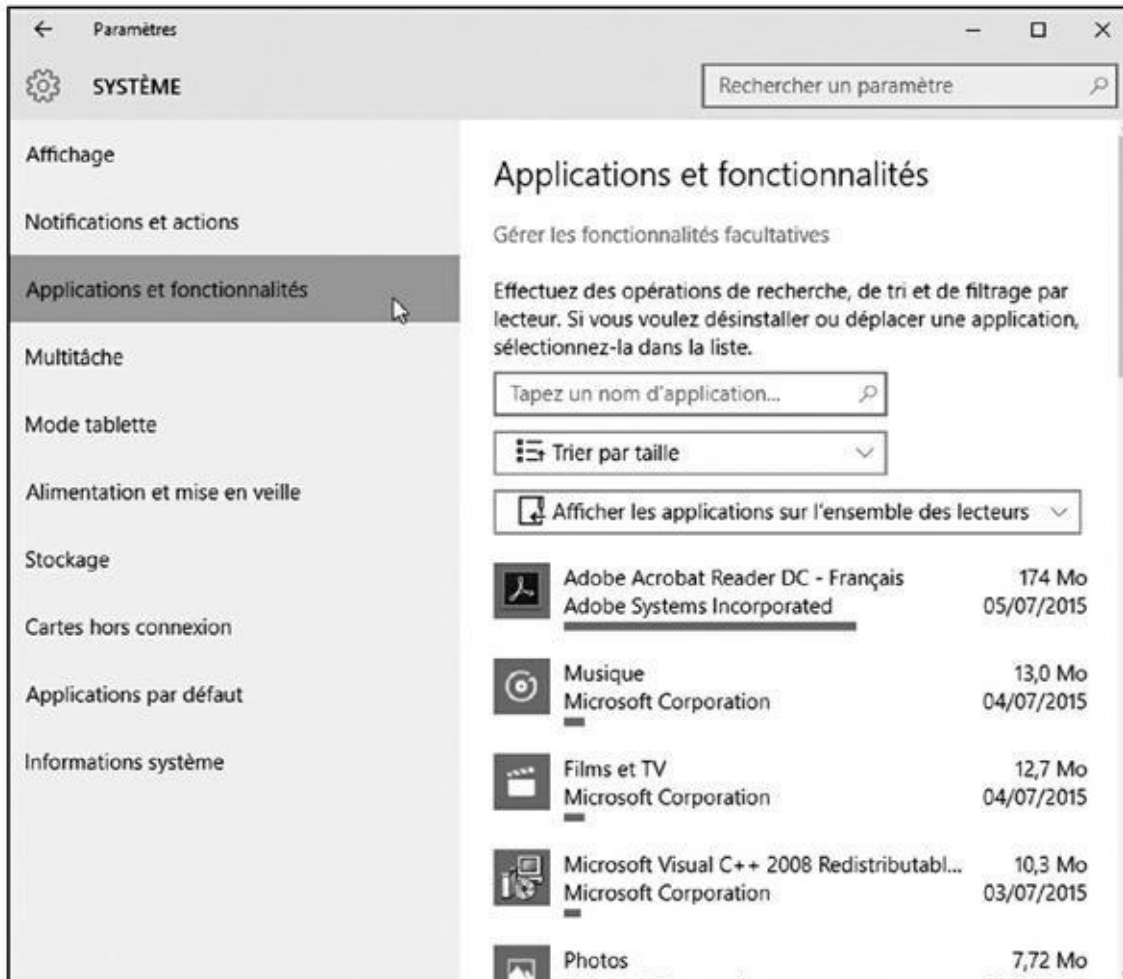 Paramètres
SYSTÈME
Rechercher un paramètre
Affichage
Notifications et actions
Applications et fonctionnalités
Multitâche
Mode tablette
Alimentation et mise en veille
Stockage
Cartes hors connexion
Applications par défaut
Informations système
Applications et fonctionnalités
Gérer les fonctionnalités facultatives
Effectuez des opérations de recherche, de tri et de filtrage par
lecteur. Si vous voulez désinstaller ou déplacer une application,
sélectionnez-la dans la liste.
Tapez un nom d'application...
Trier par taille
Afficher les applications sur l'ensemble des lecteurs
Adobe Acrobat Reader DC - Français 174 Mo
Adobe Systems Incorporated 05/07/2015
Musique 13,0 Mo
Microsoft Corporation 04/07/2015
Films et TV 12,7 Mo
Microsoft Corporation 04/07/2015
Microsoft Visual C++ 2008 Redistributabl... 10,3 Mo
Microsoft Corporation 03/07/2015
Photos 7,72 Mo